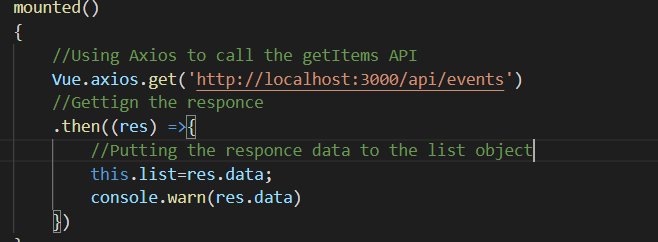 mounted()
{
//Using Axios to call the getItems API
Vue.axios.get('http://localhost:3000/api/events')
//Gettign the responce
.then((res) =>{
//Putting the responce data to the list object
this.list=res.data;
console.warn(res.data)
})